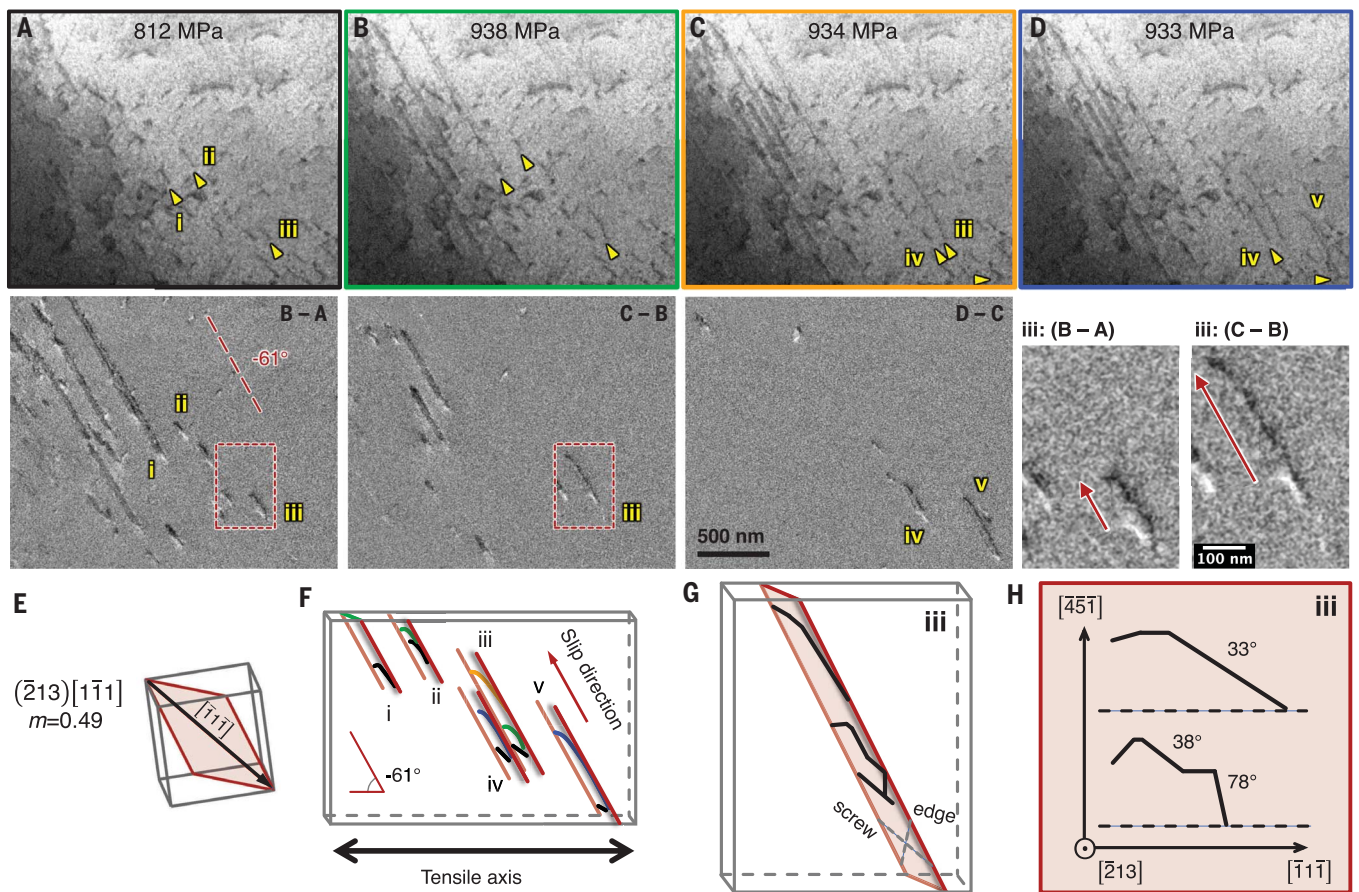 A
812 MPa
B
938 MPa
C
934 MPa
D
933 MPa
ii
i
iii
iii
iv
v
iv
B – A
-61°
ii
i
iii
C – B
iii
D – C
v
iv
500 nm
iii: (B – A)
iii: (C – B)
100 nm
E
(2̅13)[11̅1]
m=0.49
[1̅11̅]
F
i
ii
iii
iv
v
Slip direction
-61°
Tensile axis
G
iii
screw
edge
H
iii
[4̅5̅1̅]
33°
38°
78°
[2̅13]
[1̅11̅]